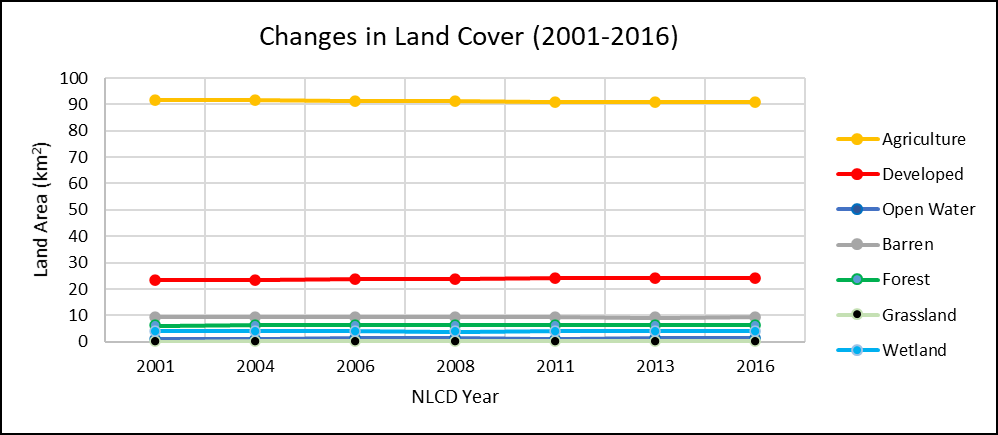 Changes in Land Cover (2001-2016)
Land Area (km²)
100
90
80
70
60
50
40
30
20
10
0
2001 2004 2006 2008 2011 2013 2016
NLCD Year
Agriculture
Developed
Open Water
Barren
Forest
Grassland
Wetland